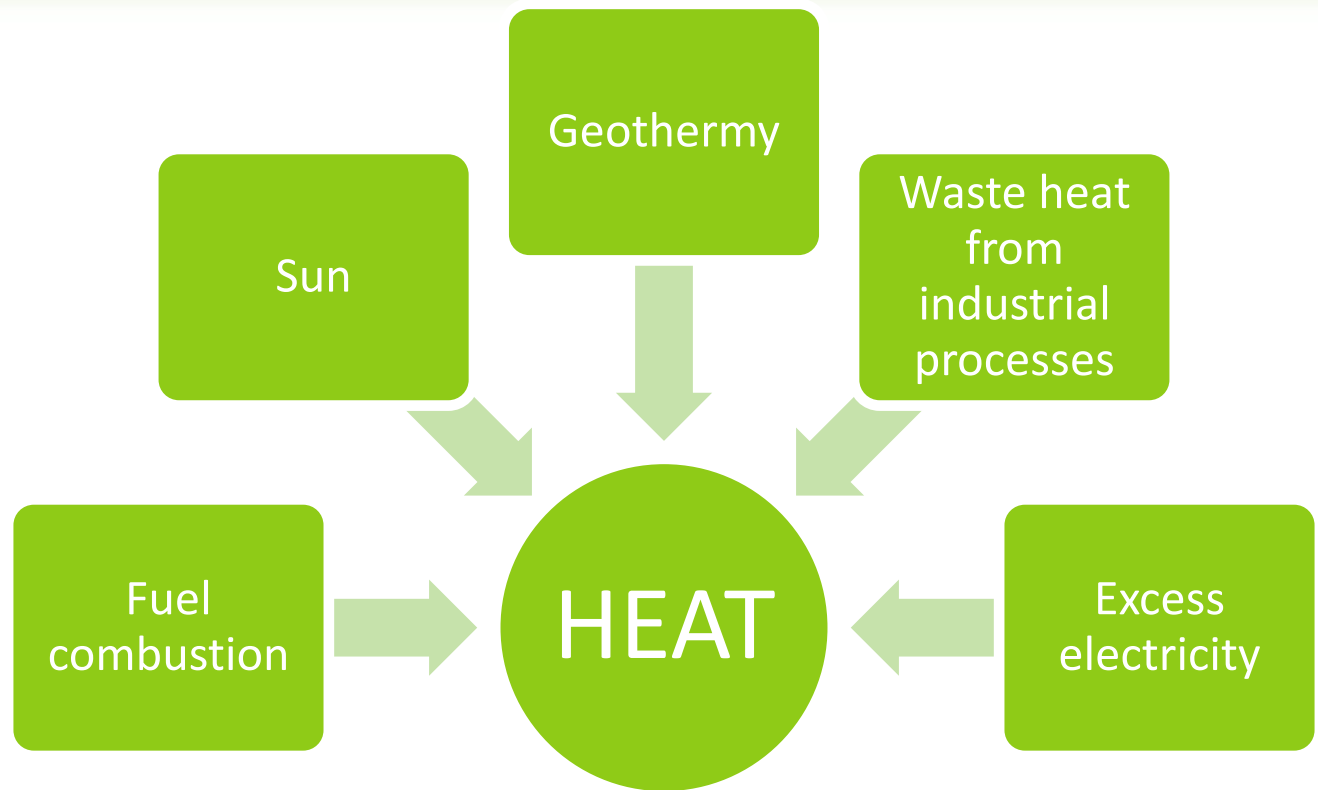 Geothermy
Sun
Waste heat
from
industrial
processes
Fuel
combustion
HEAT
Excess
electricity